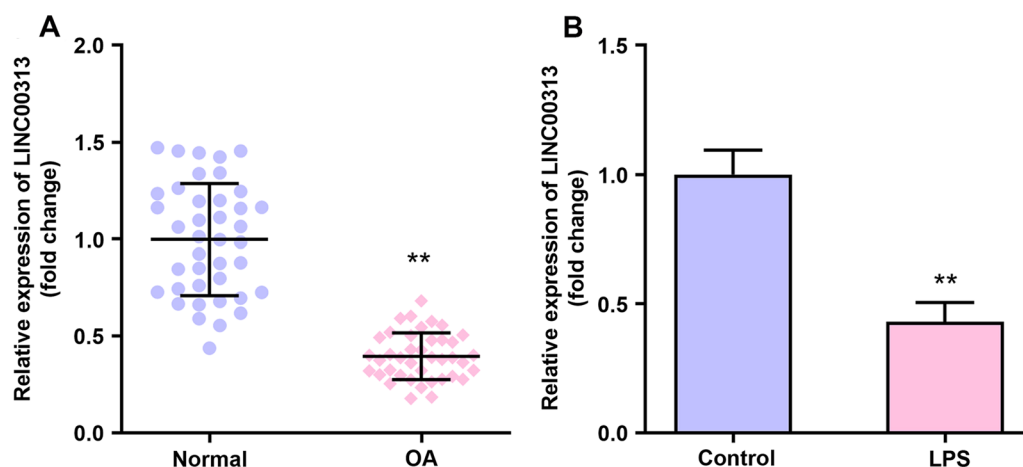 A
Relative expression of LINC00313
(fold change)
2.0
1.5
1.0
0.5
0.0
**
Normal
OA
B
Relative expression of LINC00313
(fold change)
1.5
1.0
0.5
0.0
**
Control
LPS